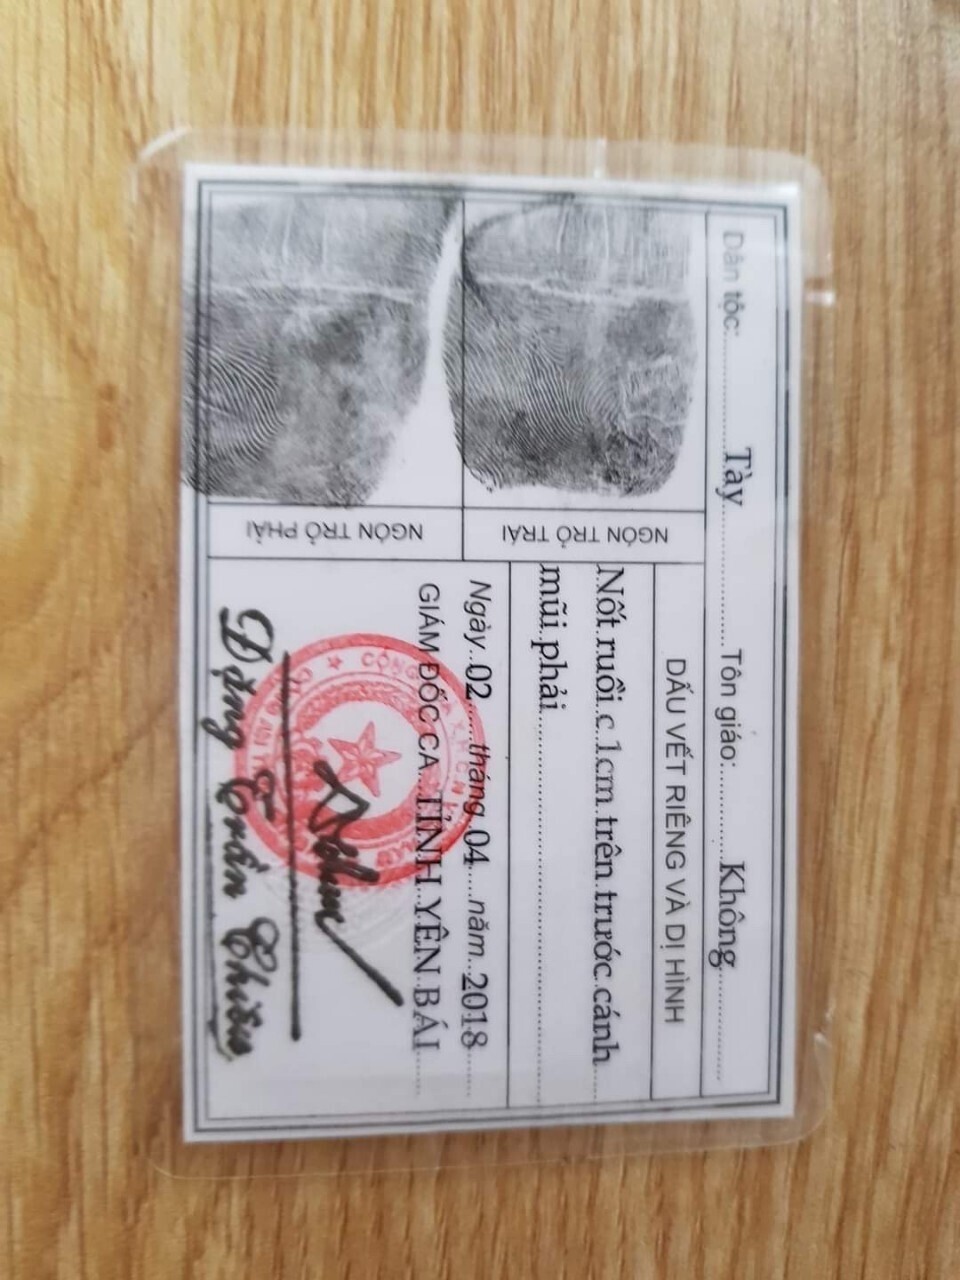 Dân tộc: Tày Tôn giáo: Không
NGÓN TRỎ TRÁI
NGÓN TRỎ PHẢI
DẤU VẾT RIÊNG VÀ DỊ HÌNH
Nốt ruồi c 1cm trên trước cánh
mũi phải
Ngày 02 tháng 04 năm 2018
GIÁM ĐỐC CA TỈNH YÊN BÁI
Đặng Trần Chiêu